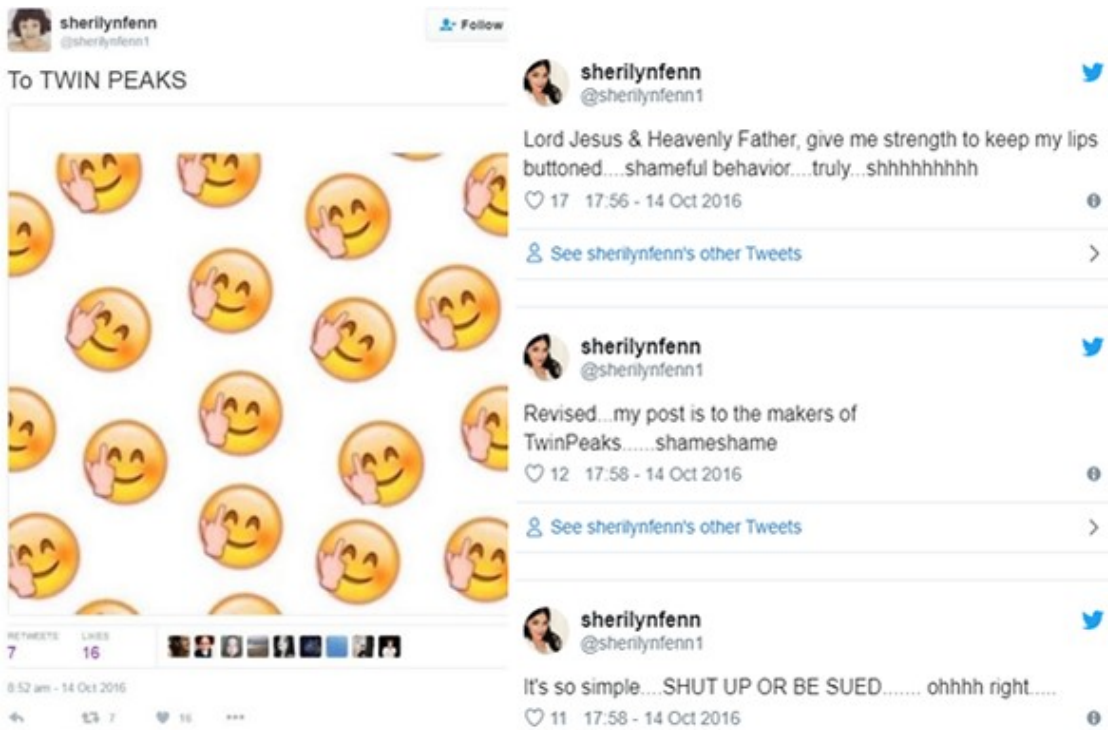 sherilynfenn
@sherilynfenn1
Follow
To TWIN PEAKS
RETWEETS LIKES
7 16
8:52 am - 14 Oct 2016
7 16
sherilynfenn
@sherilynfenn1
Lord Jesus & Heavenly Father, give me strength to keep my lips
buttoned....shameful behavior....truly...shhhhhhhhh
17 17:56 - 14 Oct 2016
See sherilynfenn's other Tweets
sherilynfenn
@sherilynfenn1
Revised...my post is to the makers of
TwinPeaks......shameshame
12 17:58 - 14 Oct 2016
See sherilynfenn's other Tweets
sherilynfenn
@sherilynfenn1
It's so simple....SHUT UP OR BE SUED....... ohhhh right.....
11 17:58 - 14 Oct 2016